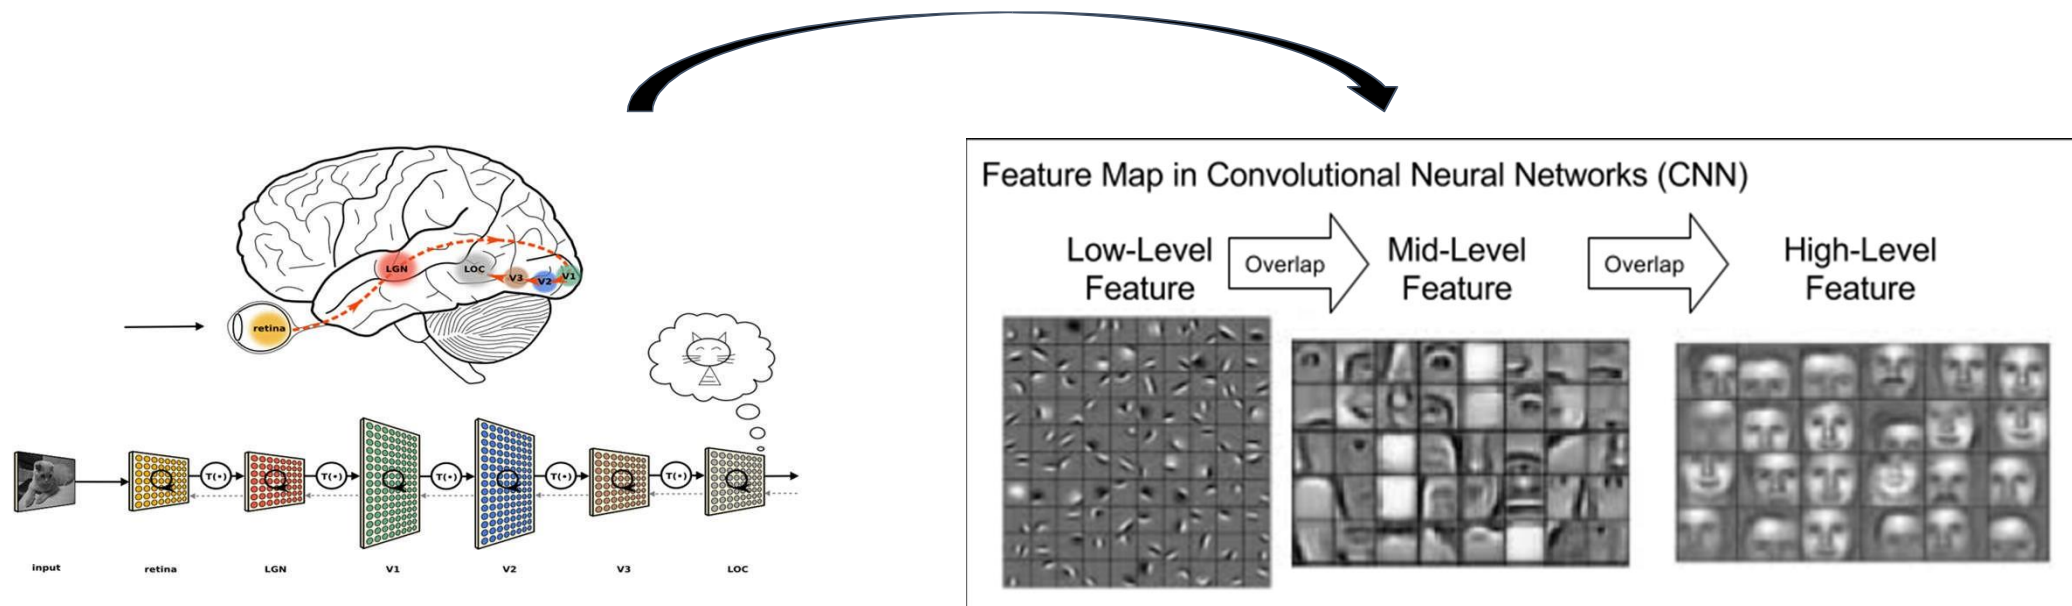 LGN
LOC
V3
V2
V1
retina
T(•) T(•) T(•) T(•) T(•)
input retina LGN V1 V2 V3 LOC
Feature Map in Convolutional Neural Networks (CNN)
Low-Level
Feature
Overlap
Mid-Level
Feature
Overlap
High-Level
Feature